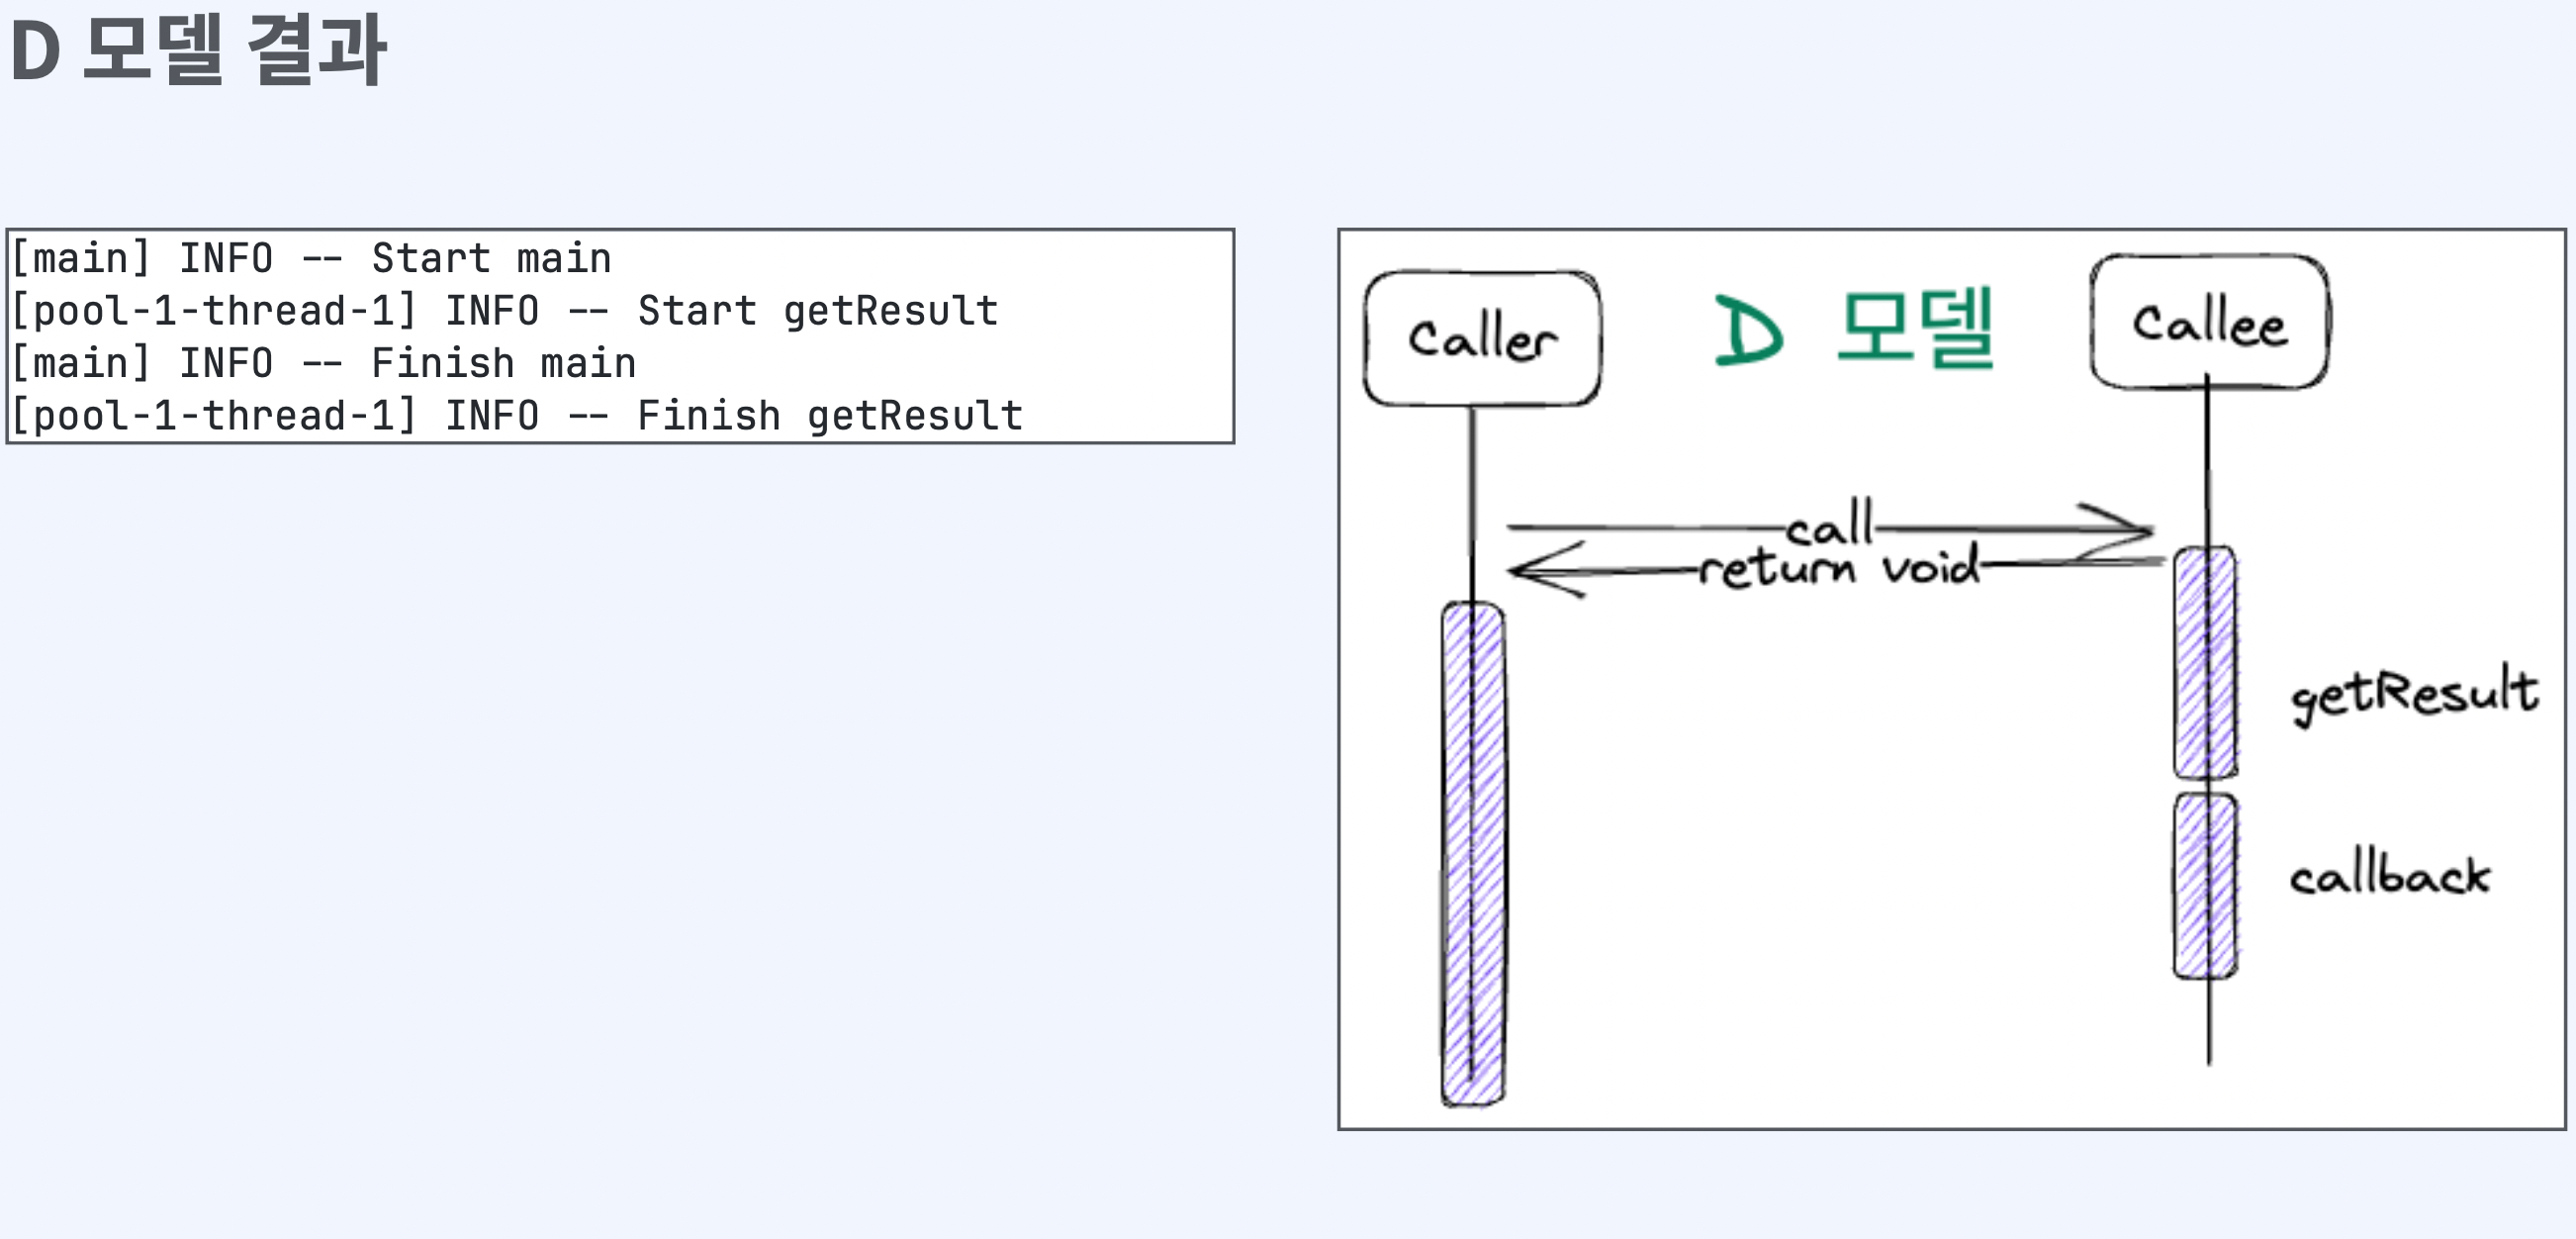 D 모델 결과
[main] INFO -- Start main
[pool-1-thread-1] INFO -- Start getResult
[main] INFO -- Finish main
[pool-1-thread-1] INFO -- Finish getResult
Caller
D 모델
Callee
call
return void
getResult
callback